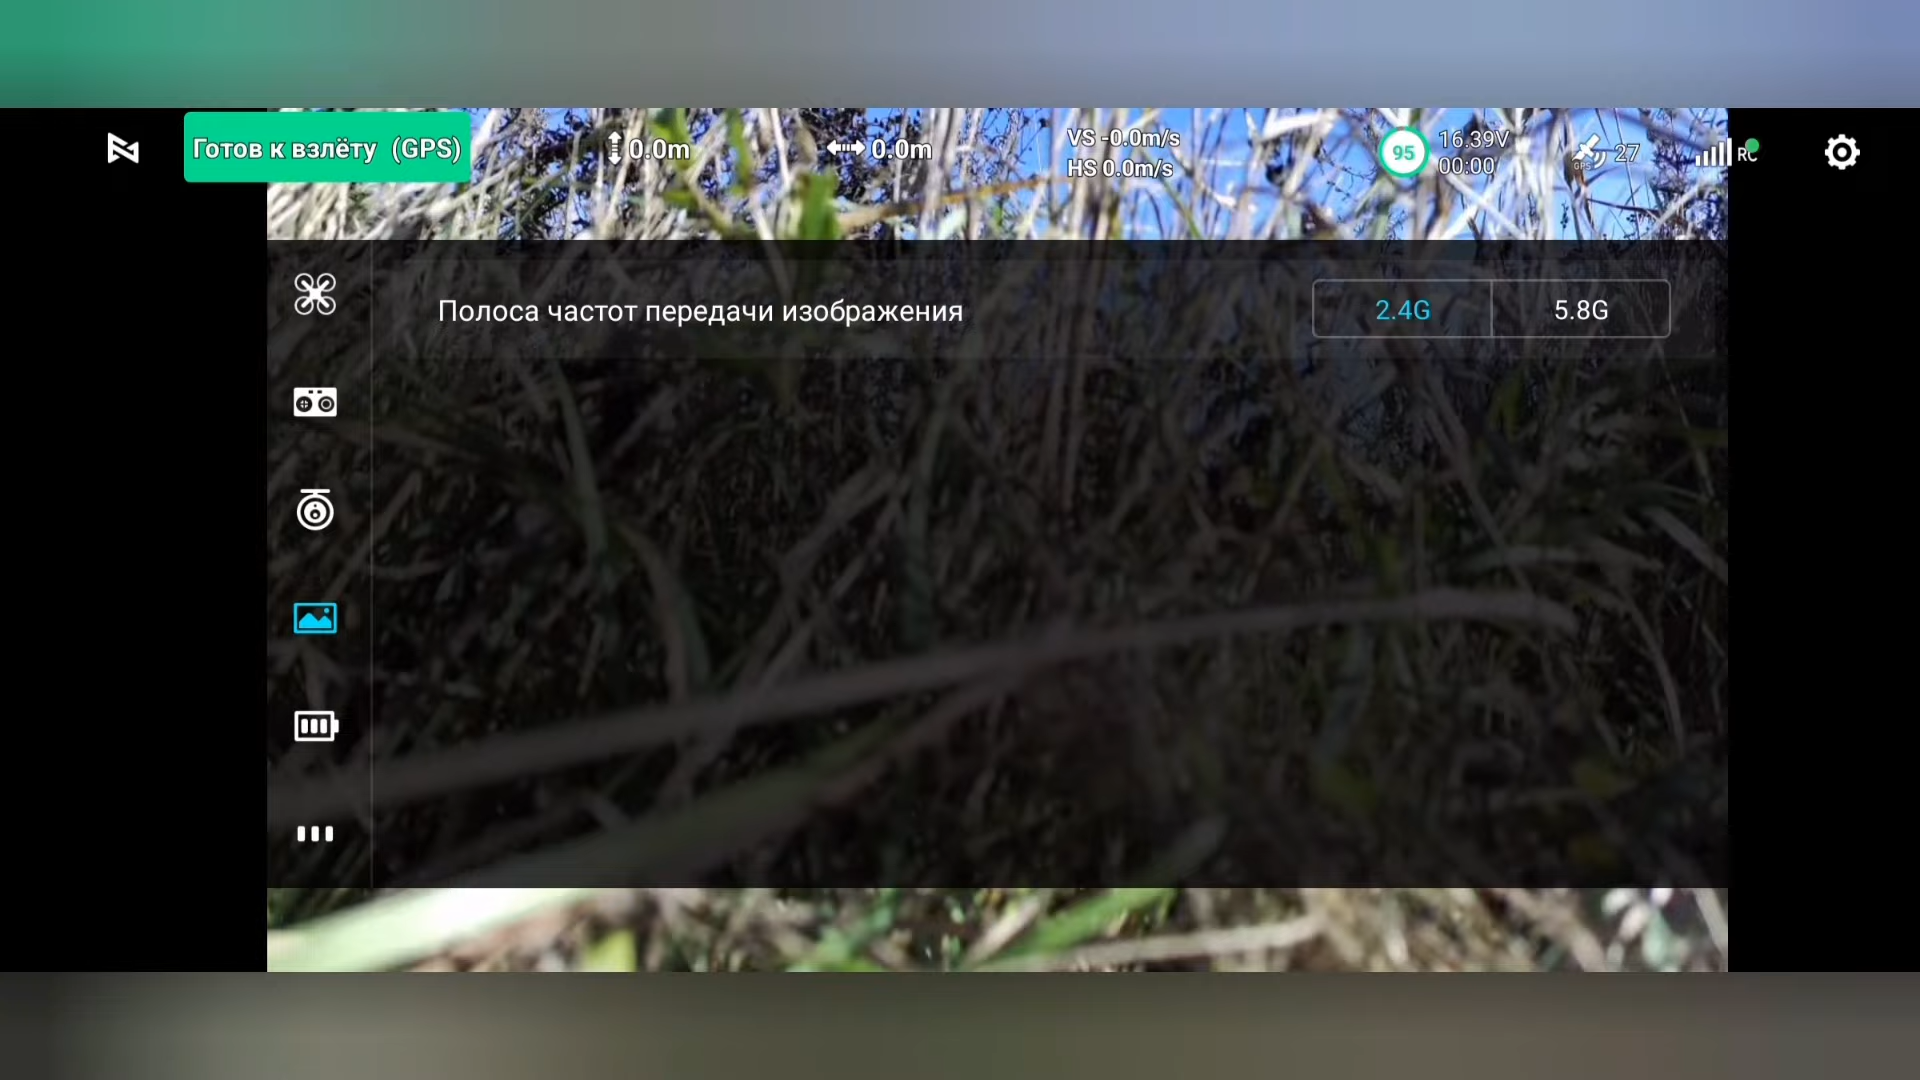 Готов к взлёту (GPS)
0.0m
0.0m
VS -0.0m/s
HS 0.0m/s
95
16.39V
00:00
GPS
27
RC
Полоса частот передачи изображения
2.4G
5.8G